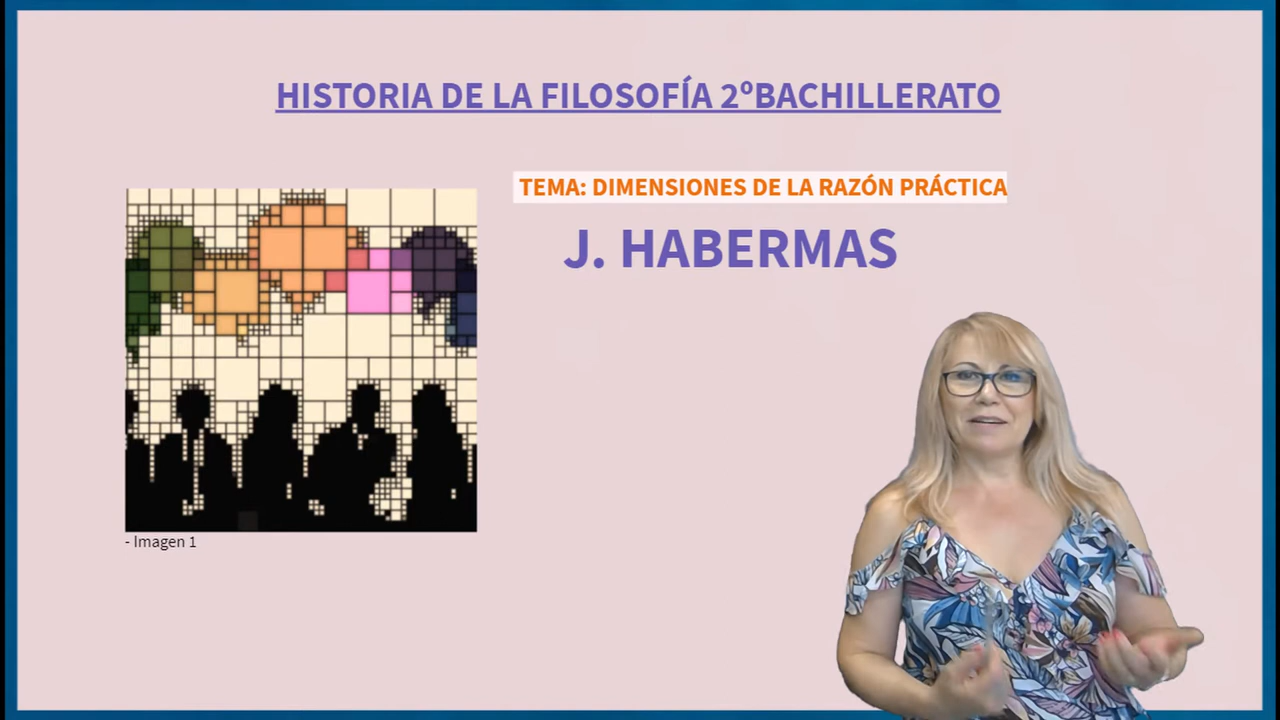 HISTORIA DE LA FILOSOFÍA 2ºBACHILLERATO
TEMA: DIMENSIONES DE LA RAZÓN PRÁCTICA
J. HABERMAS
- Imagen 1